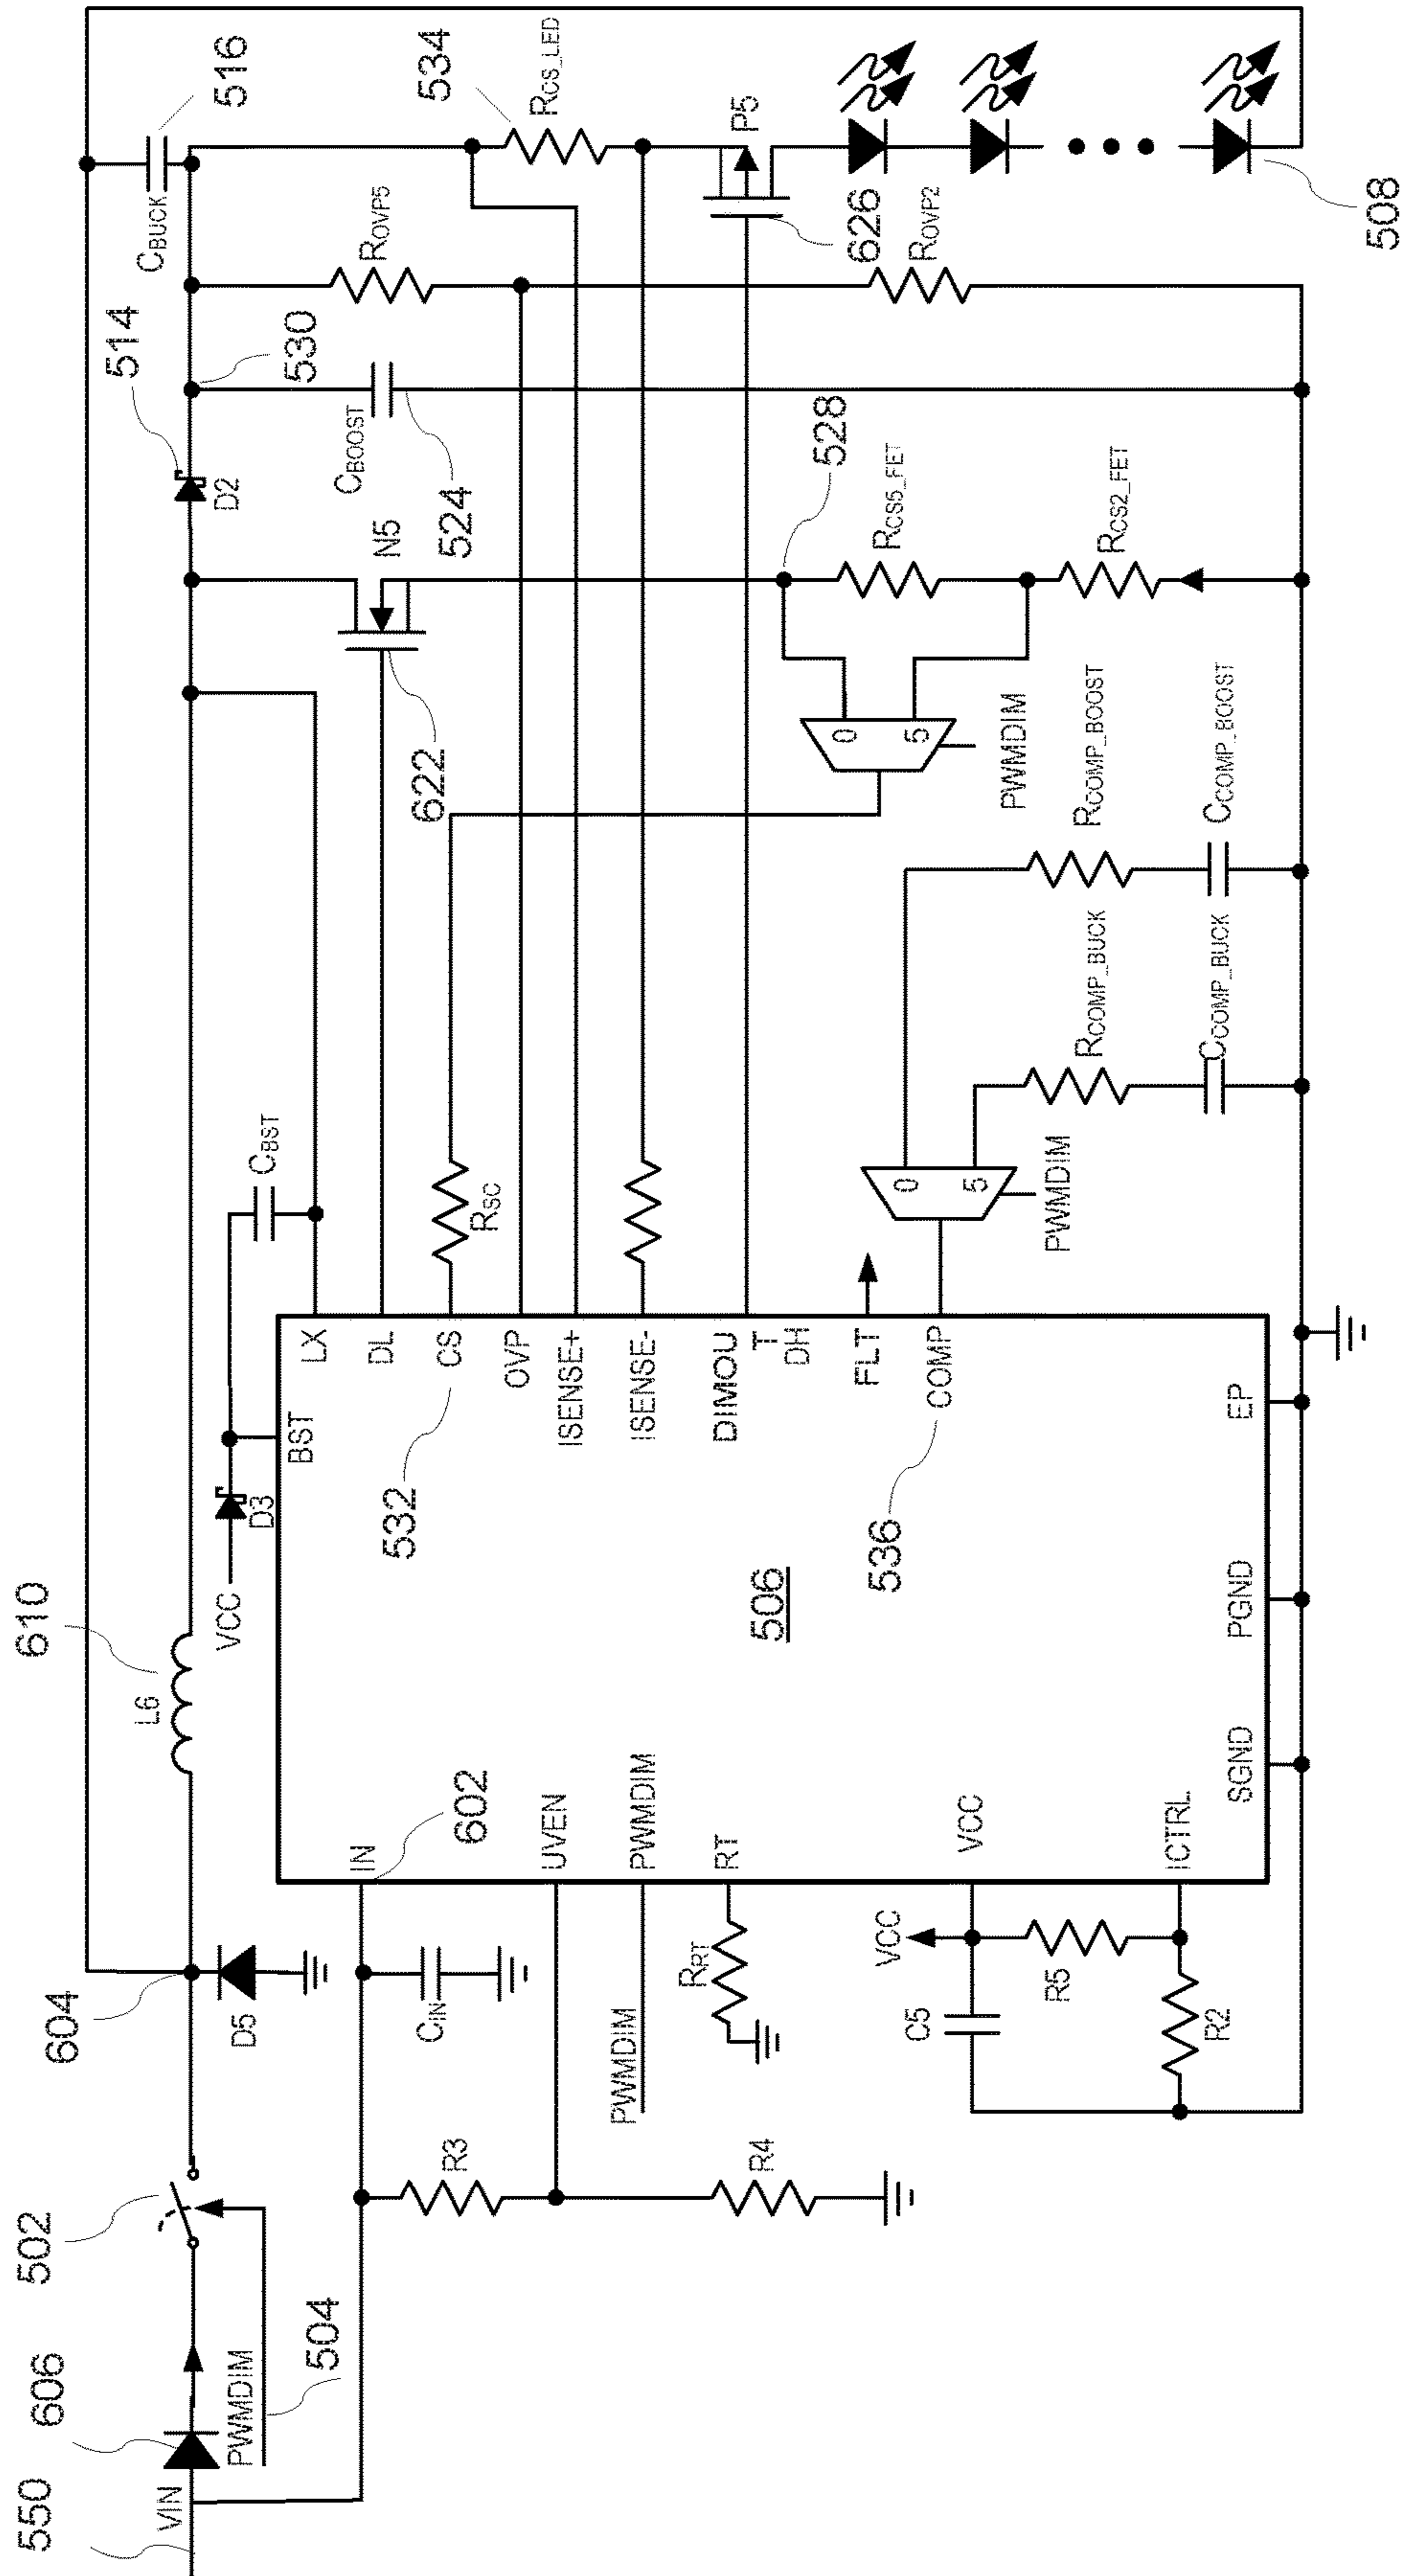 550
VIN
606
PWMDIM
504
502
604
D5
610
L6
VCC
D3
CBST
514
D2
530
CBUCK
516
CIN
R3
R4
602
IN
UVEN
PWMDIM
PWMDIM
RT
RRT
VCC
VCC
C5
R5
R2
ICTRL
SGND
PGND
EP
506
BST
LX
DL
CS
OVP
ISENSE+
ISENSE-
DIMOU
T
DH
FLT
COMP
532
536
RSC
622
N5
CBOOST
524
ROVP5
ROVP2
534
RCS_LED
P5
626
508
528
RCS5_FET
RCS2_FET
0
5
PWMDIM
0
5
PWMDIM
RCOMP_BUCK
CCOMP_BUCK
RCOMP_BOOST
CCOMP_BOOST